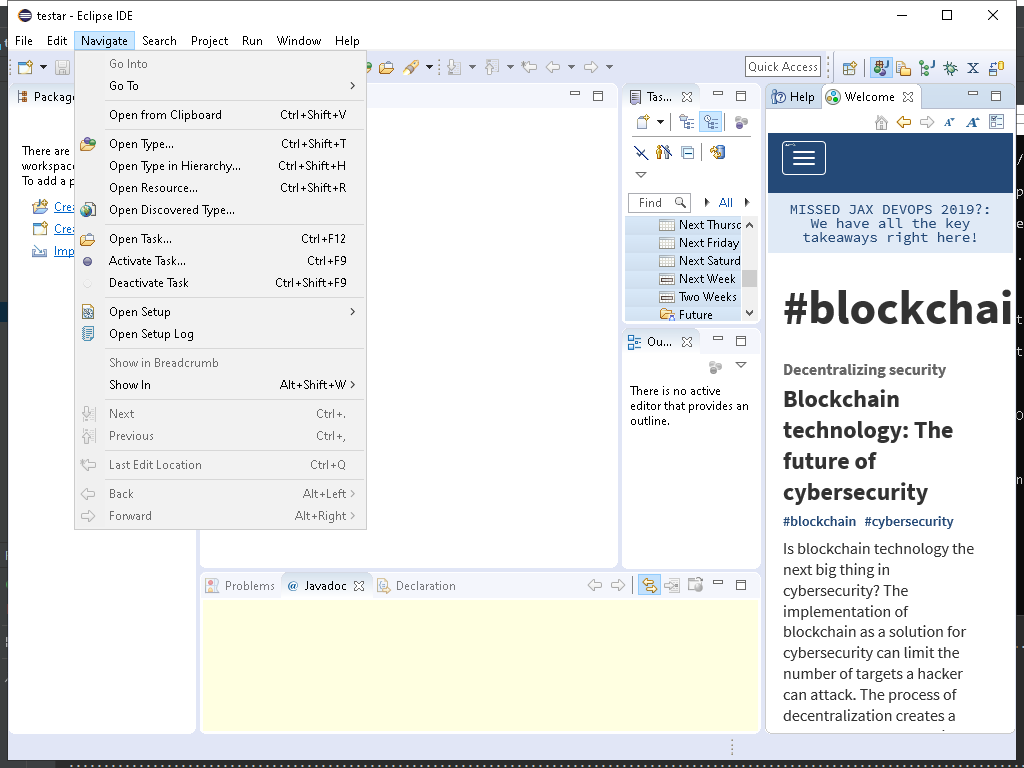 testar - Eclipse IDE
File Edit Navigate Search Project Run Window Help
Quick Access
Go Into
Go To
Open from Clipboard Ctrl+Shift+V
Open Type... Ctrl+Shift+T
Open Type in Hierarchy... Ctrl+Shift+H
Open Resource... Ctrl+Shift+R
Open Discovered Type...
Open Task... Ctrl+F12
Activate Task... Ctrl+F9
Deactivate Task Ctrl+Shift+F9
Open Setup
Open Setup Log
Show in Breadcrumb
Show In Alt+Shift+W
Next Ctrl+.
Previous Ctrl+,
Last Edit Location Ctrl+Q
Back Alt+Left
Forward Alt+Right
Packag
There are
workspac
To add a p
Crea
Crea
Imp
Tas...
Find All
Next Thursd
Next Friday
Next Saturd
Next Week
Two Weeks
Future
Ou...
There is no active
editor that provides an
outline.
Problems @ Javadoc Declaration
Help Welcome
MISSED JAX DEVOPS 2019?:
We have all the key
takeaways right here!
#blockchai
Decentralizing security
Blockchain
technology: The
future of
cybersecurity
#blockchain #cybersecurity
Is blockchain technology the
next big thing in
cybersecurity? The
implementation of
blockchain as a solution for
cybersecurity can limit the
number of targets a hacker
can attack. The process of
decentralization creates a